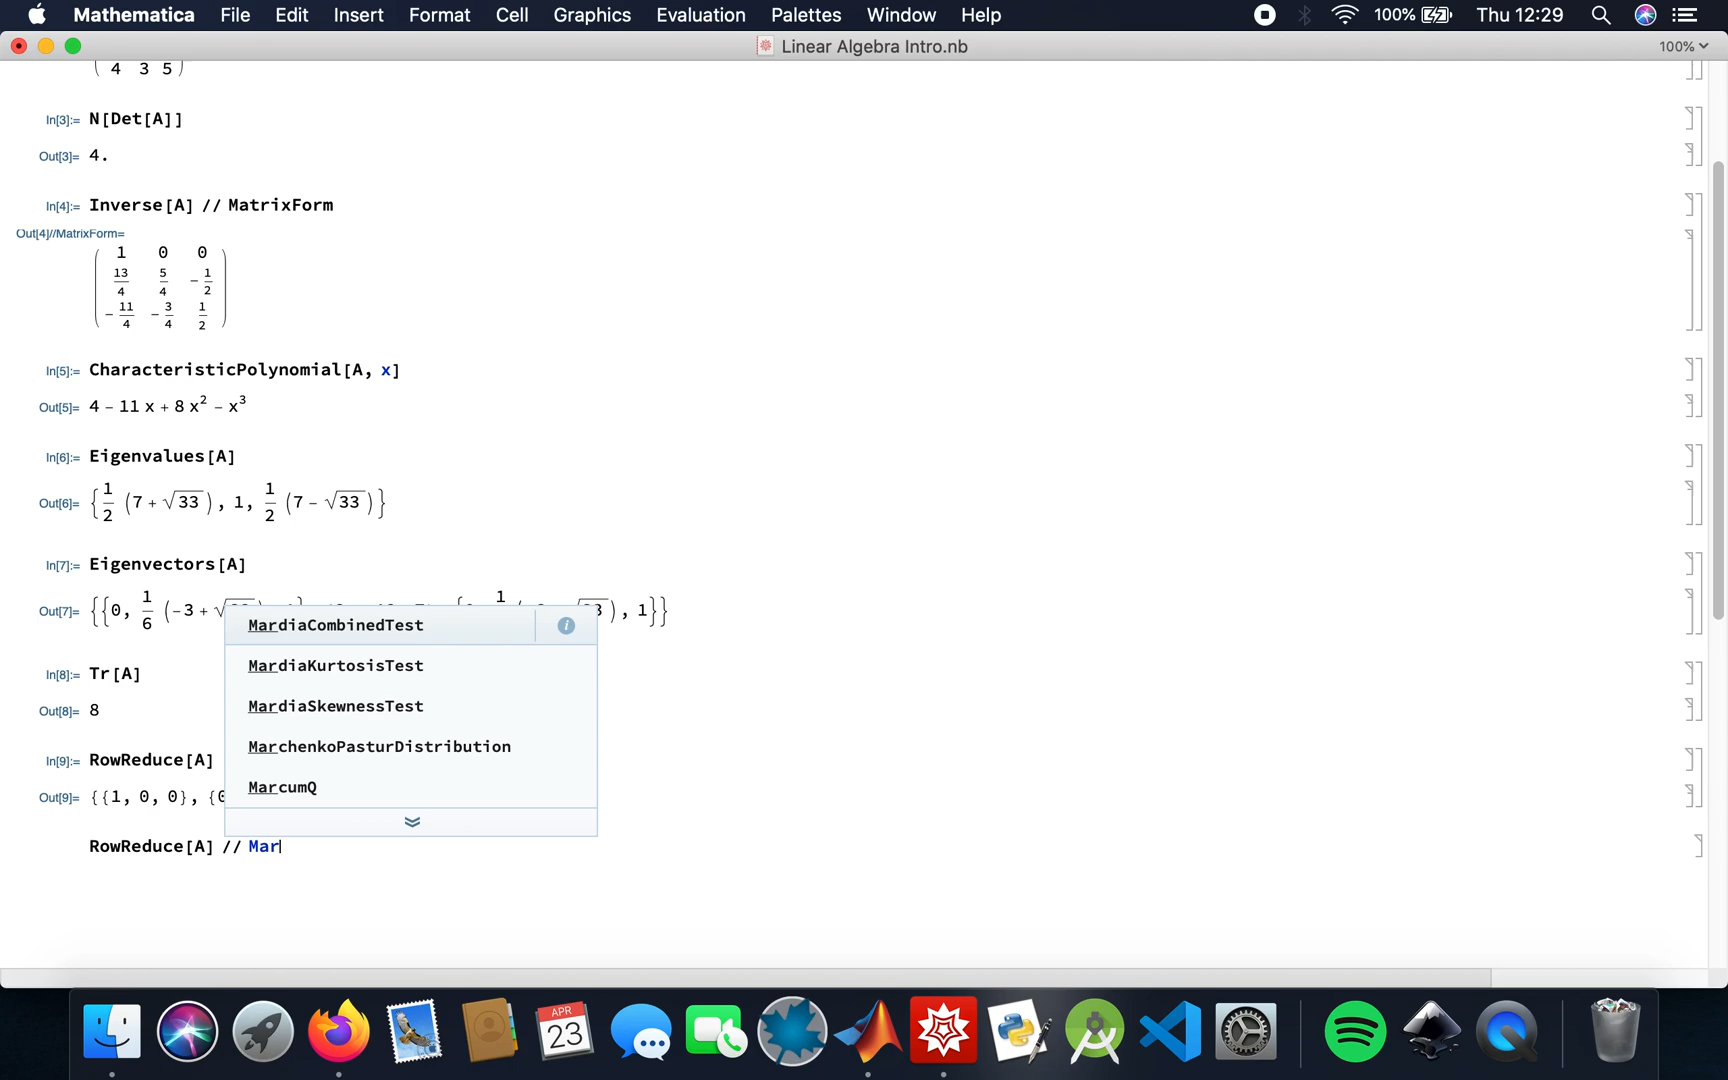 Mathematica File Edit Insert Format Cell Graphics Evaluation Palettes Window Help 100% Thu 12:29
Linear Algebra Intro.nb 100%
4 3 5
In[3]:= N[Det[A]]
Out[3]= 4.
In[4]:= Inverse[A] // MatrixForm
Out[4]//MatrixForm=
1 0 0
13/4 5/4 -1/2
-11/4 -3/4 1/2
In[5]:= CharacteristicPolynomial[A, x]
Out[5]= 4 - 11 x + 8 x² - x³
In[6]:= Eigenvalues[A]
Out[6]= {1/2 (7 + √33), 1, 1/2 (7 - √33)}
In[7]:= Eigenvectors[A]
Out[7]= {{0, 1/6 (-3 + √ 1 ), 1}}
MardiaCombinedTest
MardiaKurtosisTest
In[8]:= Tr[A]
Out[8]= 8
MardiaSkewnessTest
MarchenkoPasturDistribution
In[9]:= RowReduce[A]
MarcumQ
Out[9]= {{1, 0, 0}, {0
RowReduce[A] // Mar
APR
23